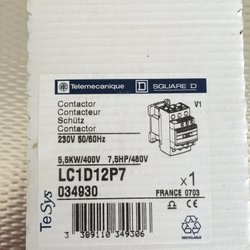 Telemecanique
SQUARE D
Contactor
Contacteur
Schütz
Contactor
230V 50/60Hz
V1
5,5KW/400V 7,5HP/480V
LC1D12P7
034930
x1
FRANCE 0703
TeSys
RECYCLABLE
3 389110 349306